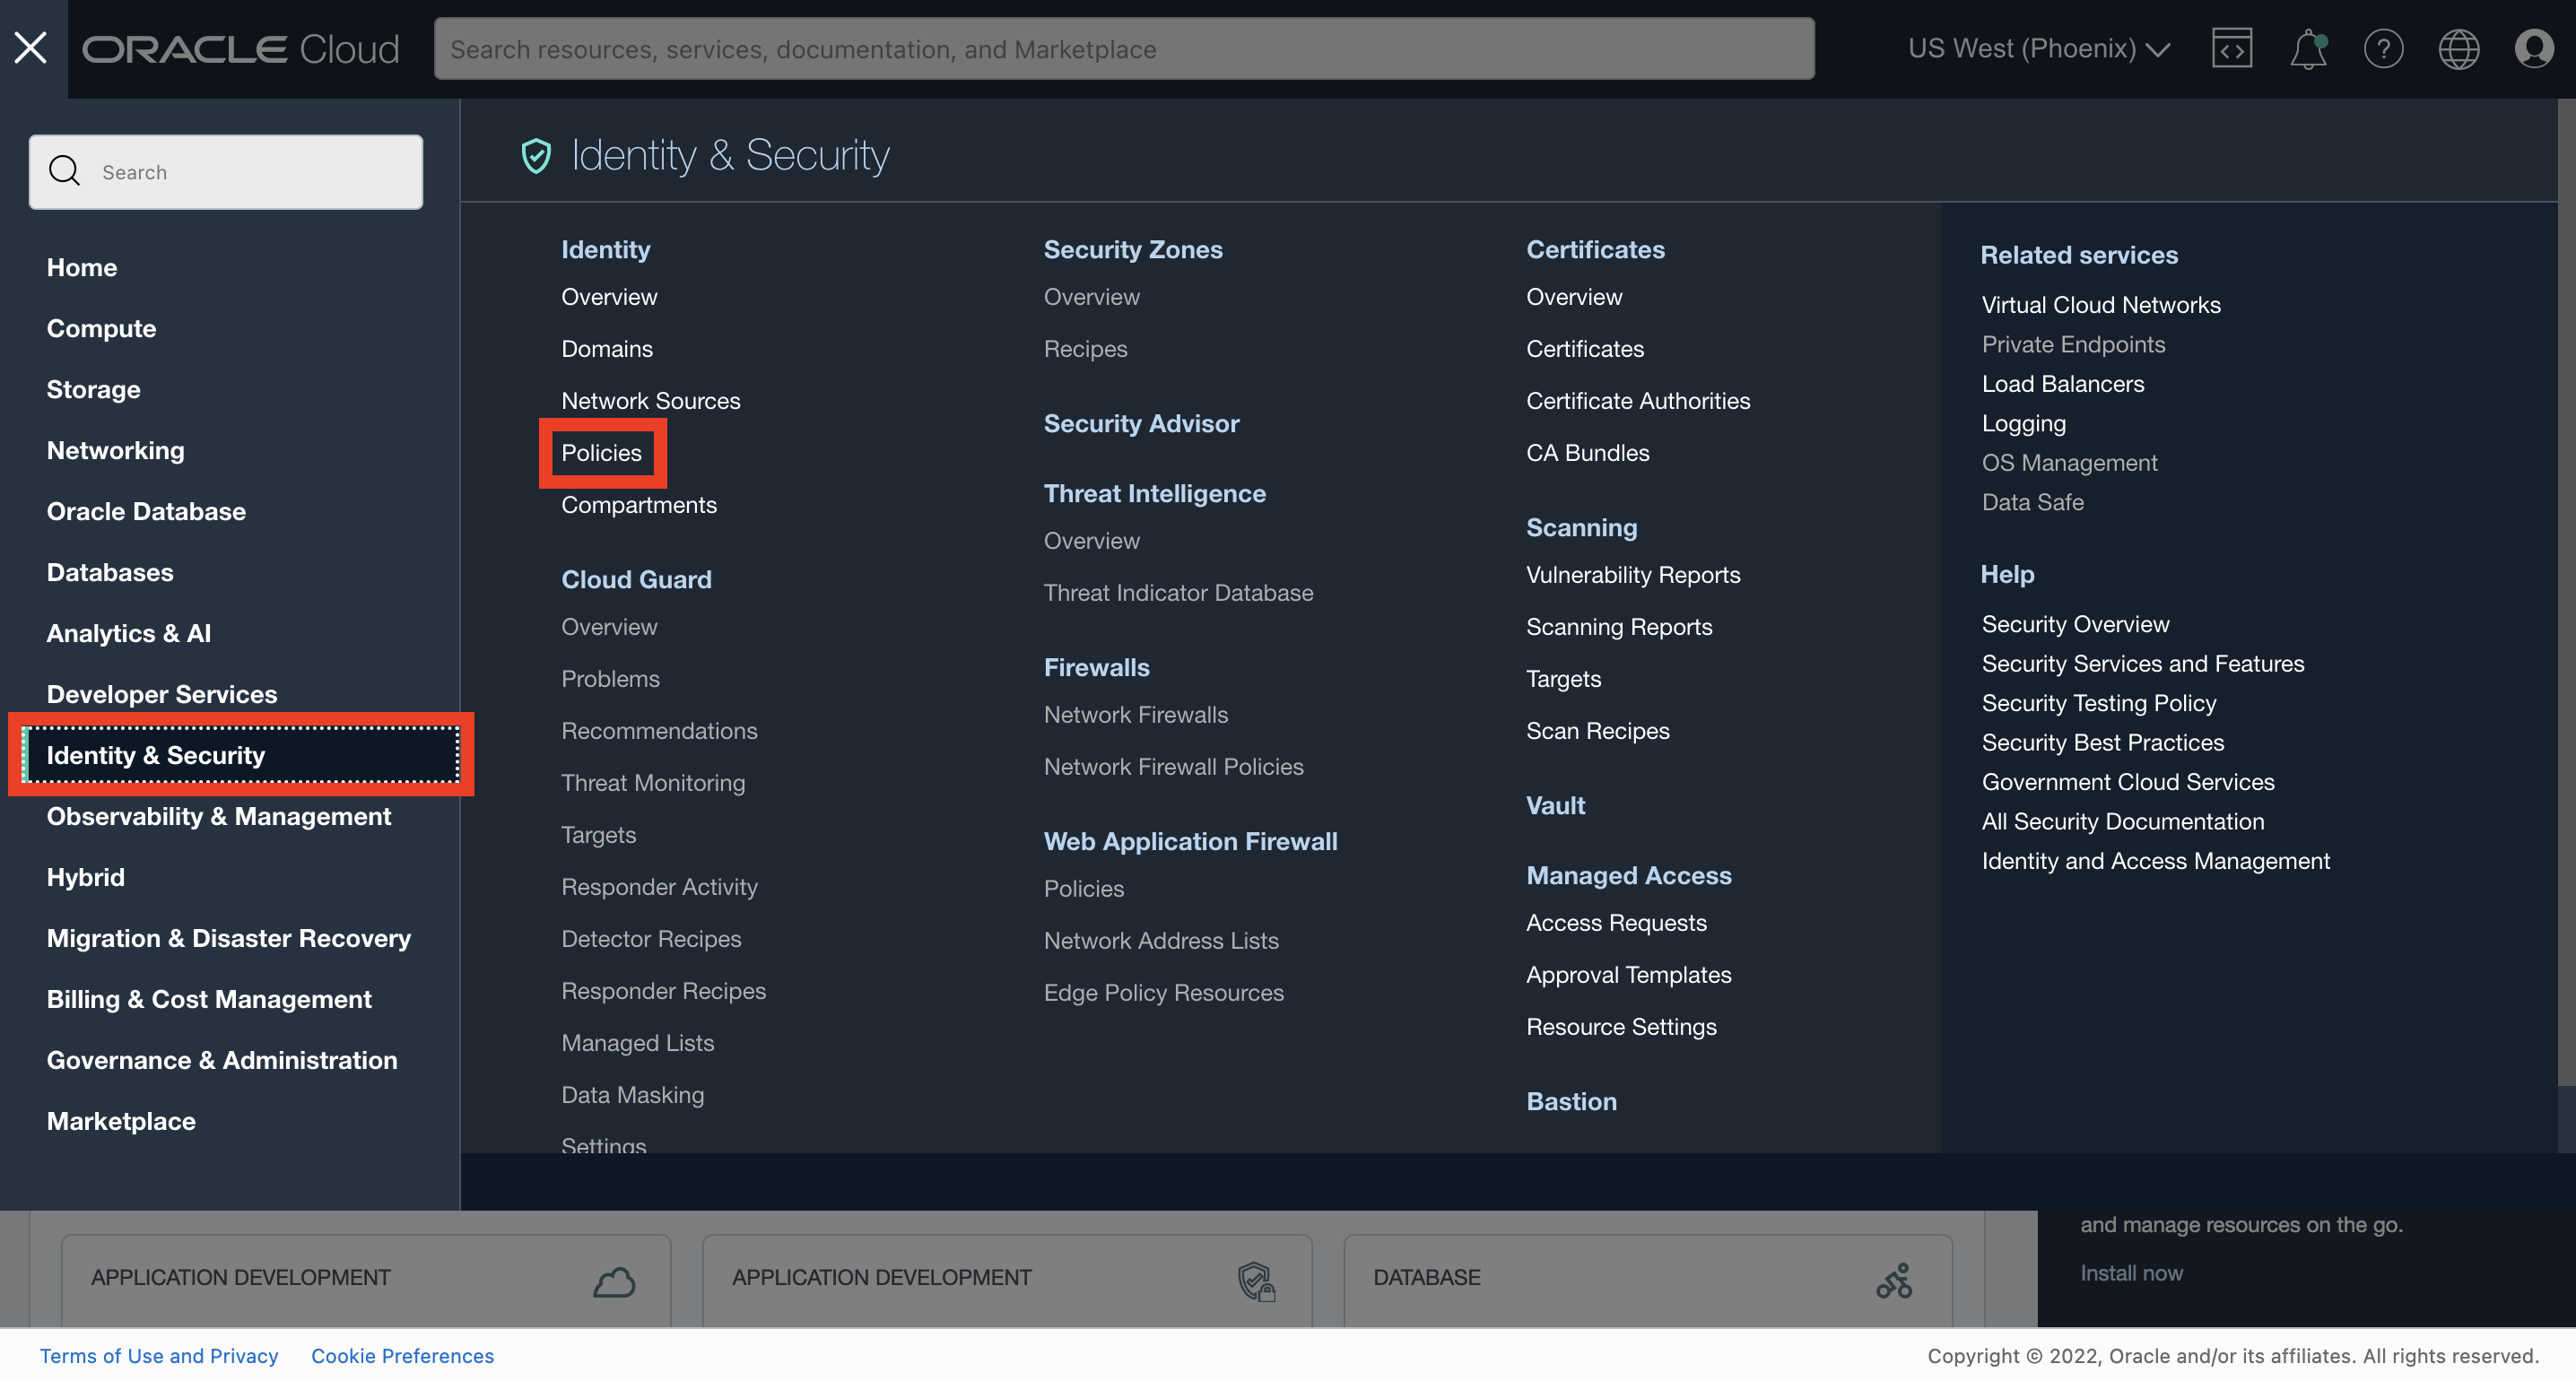 ORACLE Cloud
Search resources, services, documentation, and Marketplace
US West (Phoenix)
Search
Home
Compute
Storage
Networking
Oracle Database
Databases
Analytics & AI
Developer Services
Identity & Security
Observability & Management
Hybrid
Migration & Disaster Recovery
Billing & Cost Management
Governance & Administration
Marketplace
Identity & Security
Identity
Overview
Domains
Network Sources
Policies
Compartments
Cloud Guard
Overview
Problems
Recommendations
Threat Monitoring
Targets
Responder Activity
Detector Recipes
Responder Recipes
Managed Lists
Data Masking
Settings
Security Zones
Overview
Recipes
Security Advisor
Threat Intelligence
Overview
Threat Indicator Database
Firewalls
Network Firewalls
Network Firewall Policies
Web Application Firewall
Policies
Network Address Lists
Edge Policy Resources
Certificates
Overview
Certificates
Certificate Authorities
CA Bundles
Scanning
Vulnerability Reports
Scanning Reports
Targets
Scan Recipes
Vault
Managed Access
Access Requests
Approval Templates
Resource Settings
Bastion
Related services
Virtual Cloud Networks
Private Endpoints
Load Balancers
Logging
OS Management
Data Safe
Help
Security Overview
Security Services and Features
Security Testing Policy
Security Best Practices
Government Cloud Services
All Security Documentation
Identity and Access Management
and manage resources on the go.
Install now
APPLICATION DEVELOPMENT
APPLICATION DEVELOPMENT
DATABASE
Terms of Use and Privacy
Cookie Preferences
Copyright © 2022, Oracle and/or its affiliates. All rights reserved.